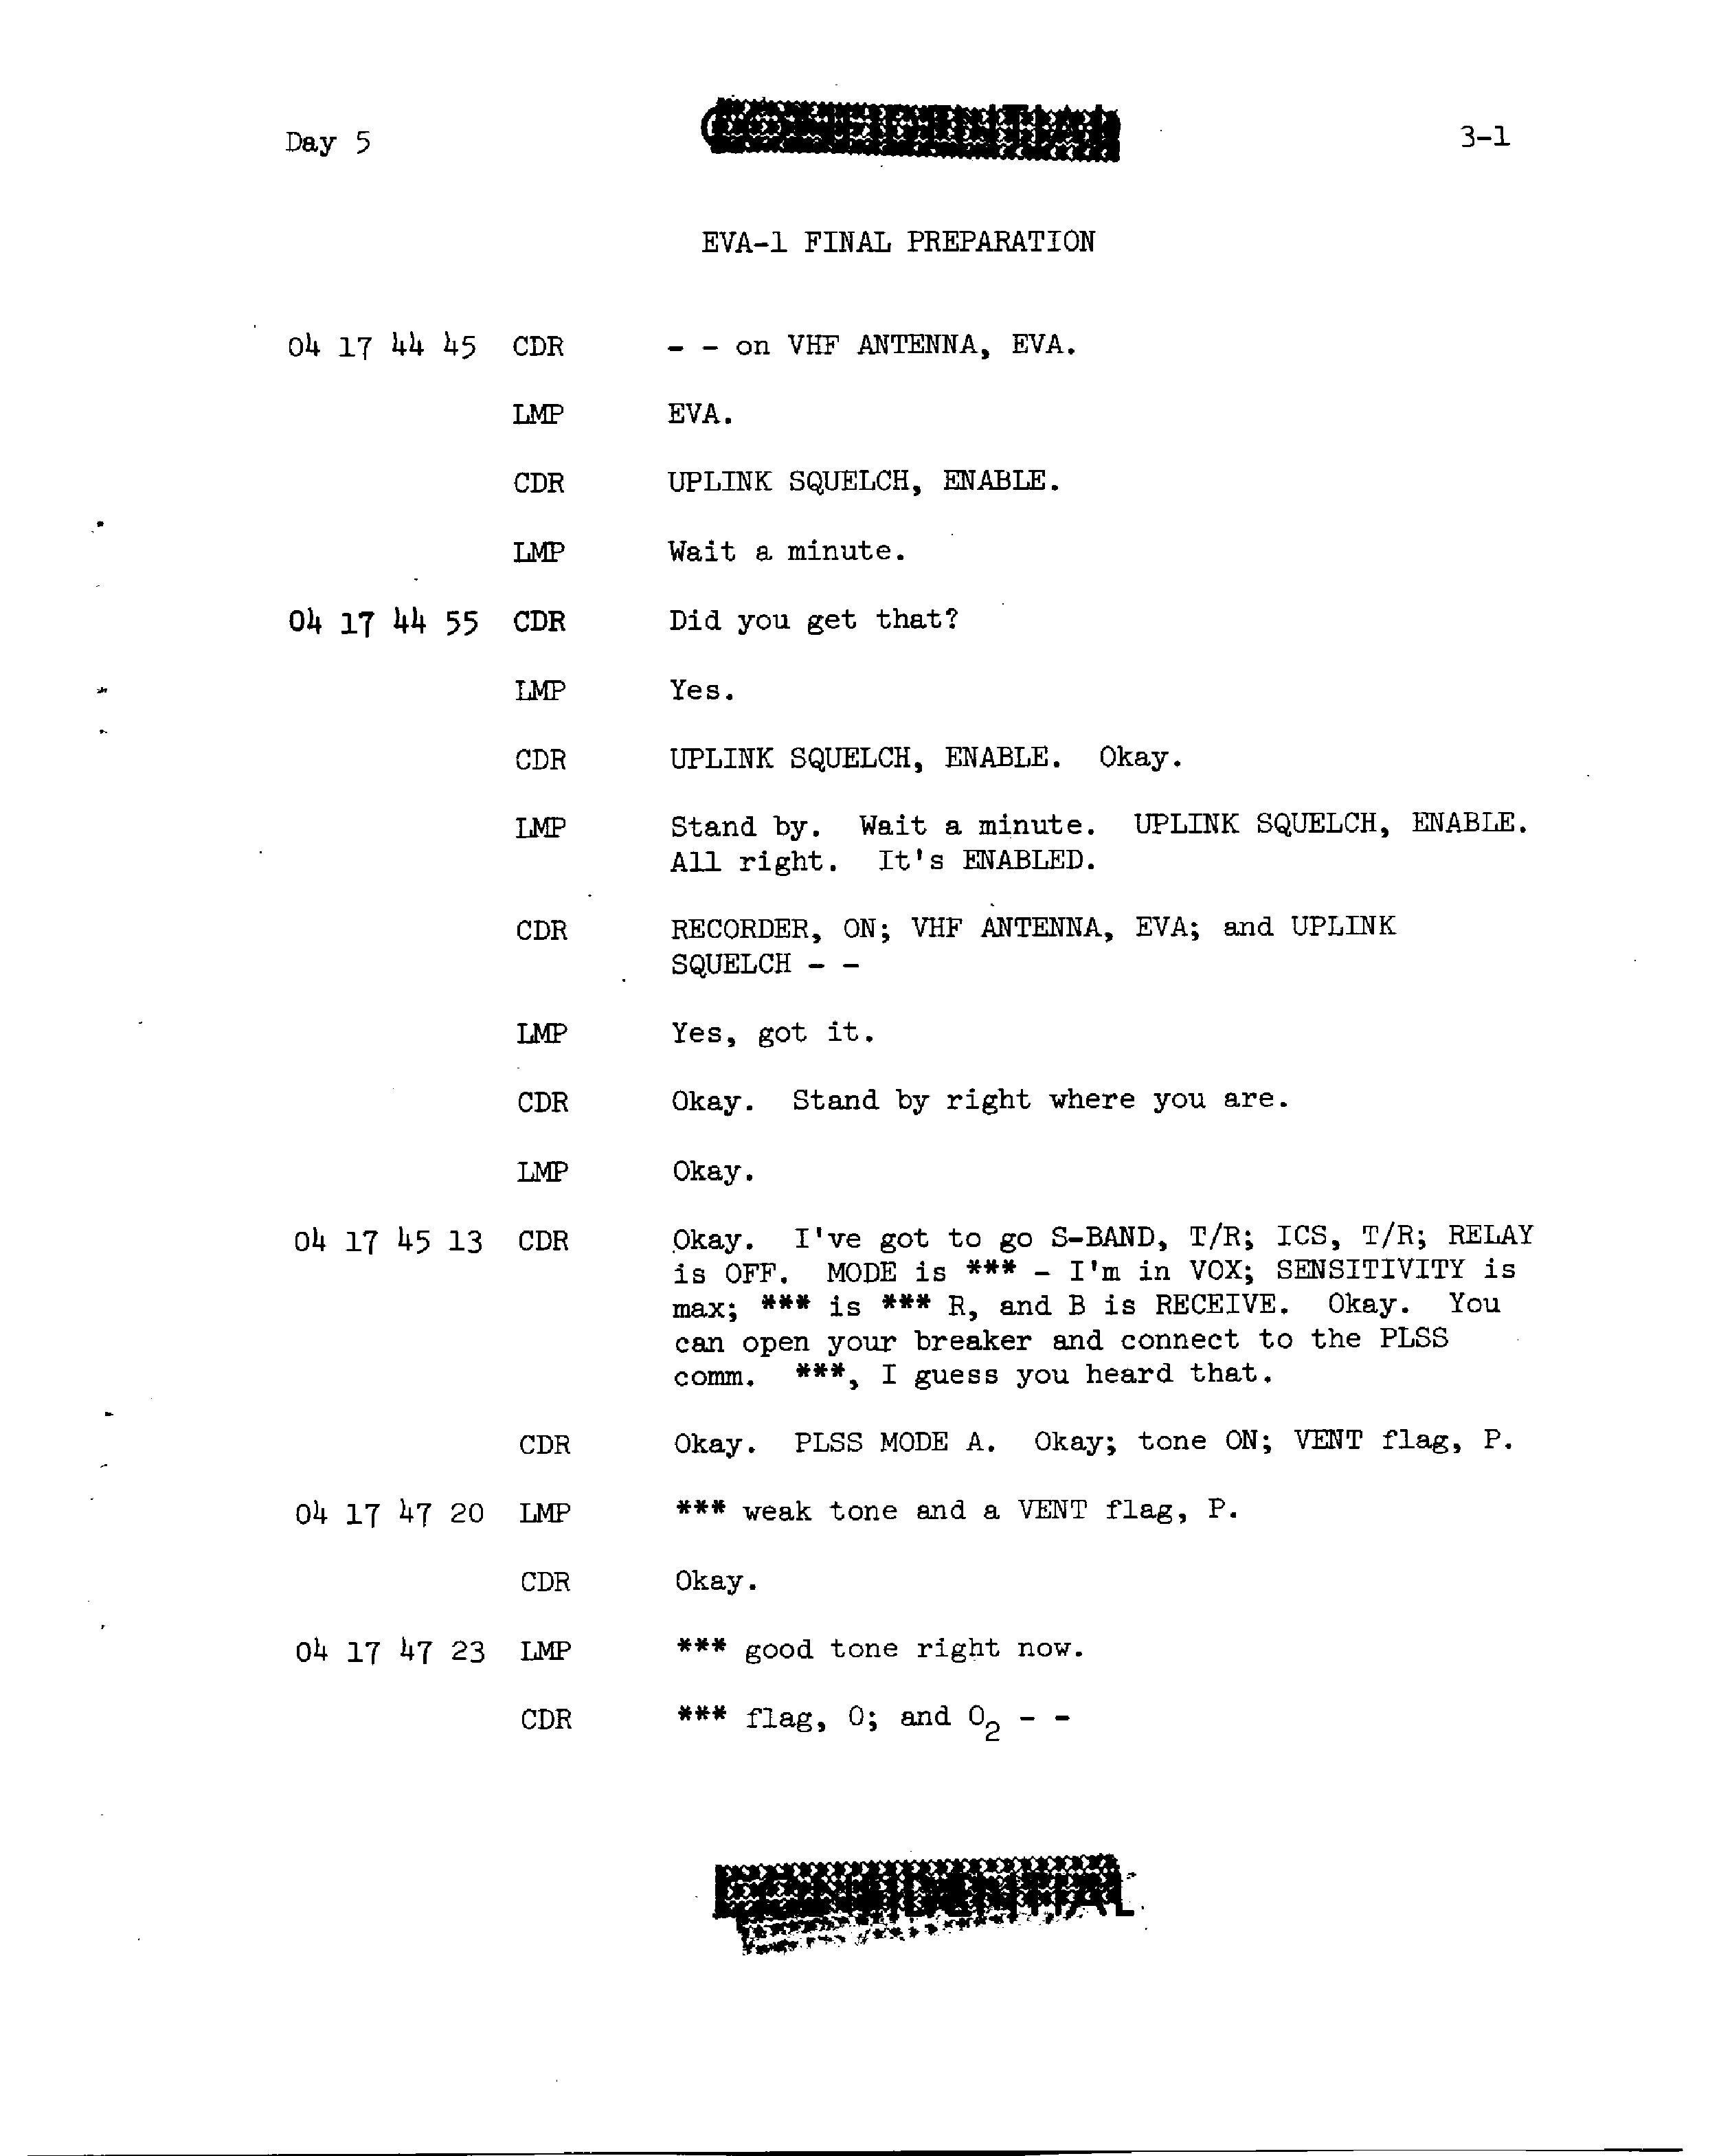 Day 5
CONFIDENTIAL
3-1
EVA-1 FINAL PREPARATION
04 17 44 45 CDR - - on VHF ANTENNA, EVA.
LMP EVA.
CDR UPLINK SQUELCH, ENABLE.
LMP Wait a minute.
04 17 44 55 CDR Did you get that?
LMP Yes.
CDR UPLINK SQUELCH, ENABLE. Okay.
LMP Stand by. Wait a minute. UPLINK SQUELCH, ENABLE.
All right. It's ENABLED.
CDR RECORDER, ON; VHF ANTENNA, EVA; and UPLINK
SQUELCH - -
LMP Yes, got it.
CDR Okay. Stand by right where you are.
LMP Okay.
04 17 45 13 CDR Okay. I've got to go S-BAND, T/R; ICS, T/R; RELAY
is OFF. MODE is *** - I'm in VOX; SENSITIVITY is
max; *** is *** R, and B is RECEIVE. Okay. You
can open your breaker and connect to the PLSS
comm. ***, I guess you heard that.
CDR Okay. PLSS MODE A. Okay; tone ON; VENT flag, P.
04 17 47 20 LMP *** weak tone and a VENT flag, P.
CDR Okay.
04 17 47 23 LMP *** good tone right now.
CDR *** flag, O; and O2 - -
CONFIDENTIAL